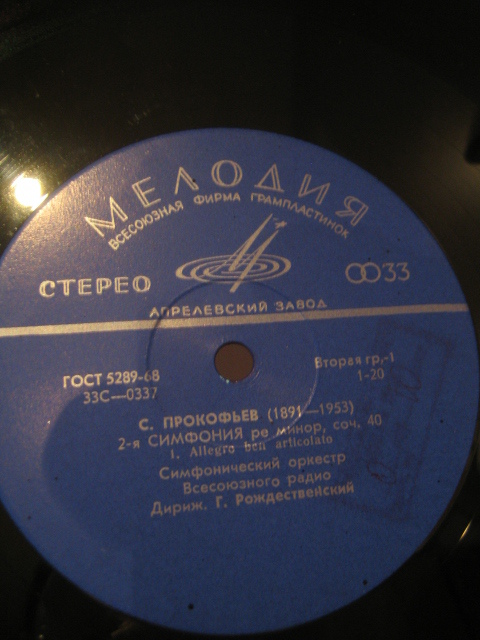 МЕЛОДИЯ
ВСЕСОЮЗНАЯ ФИРМА ГРАМПЛАСТИНОК
СТЕРЕО
33
АПРЕЛЕВСКИЙ ЗАВОД
ГОСТ 5289-68
Вторая гр.-1
33С—0337
1-20
С. ПРОКОФЬЕВ (1891—1953)
2-я СИМФОНИЯ ре минор, соч. 40
1. Allegro ben articolato
Симфонический оркестр
Всесоюзного радио
Дириж. Г. Рождественский